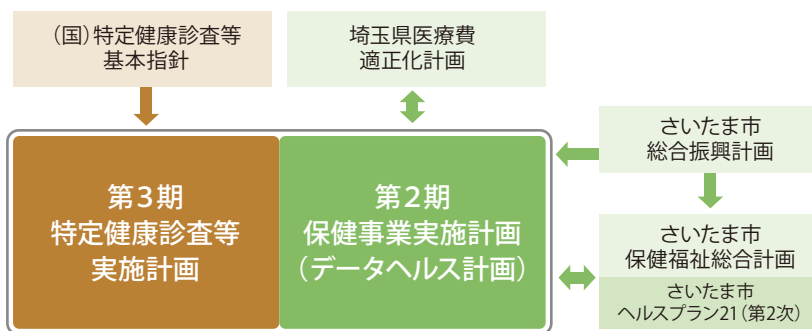 （国）特定健康診査等
基本指針
埼玉県医療費
適正化計画
さいたま市
総合振興計画
第3期
特定健康診査等
実施計画
第2期
保健事業実施計画
（データヘルス計画）
さいたま市
保健福祉総合計画
さいたま市
ヘルスプラン21（第2次）